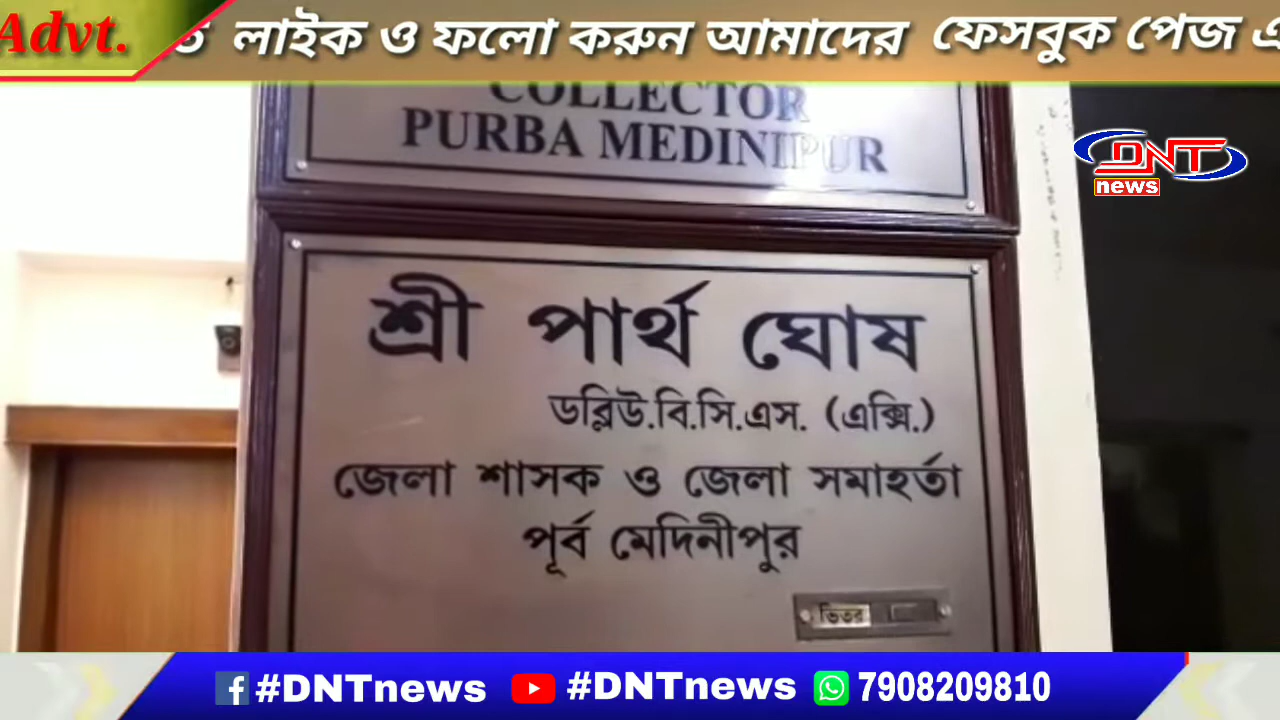 Advt.
লাইক ও ফলো করুন আমাদের ফেসবুক পেজ
COLLECTOR
PURBA MEDINIPUR
DNT
news
শ্রী পার্থ ঘোষ
ডব্লিউ.বি.সি.এস. (এক্সি.)
জেলা শাসক ও জেলা সমাহর্তা
পূর্ব মেদিনীপুর
ভিতর
#DNTnews #DNTnews 7908209810